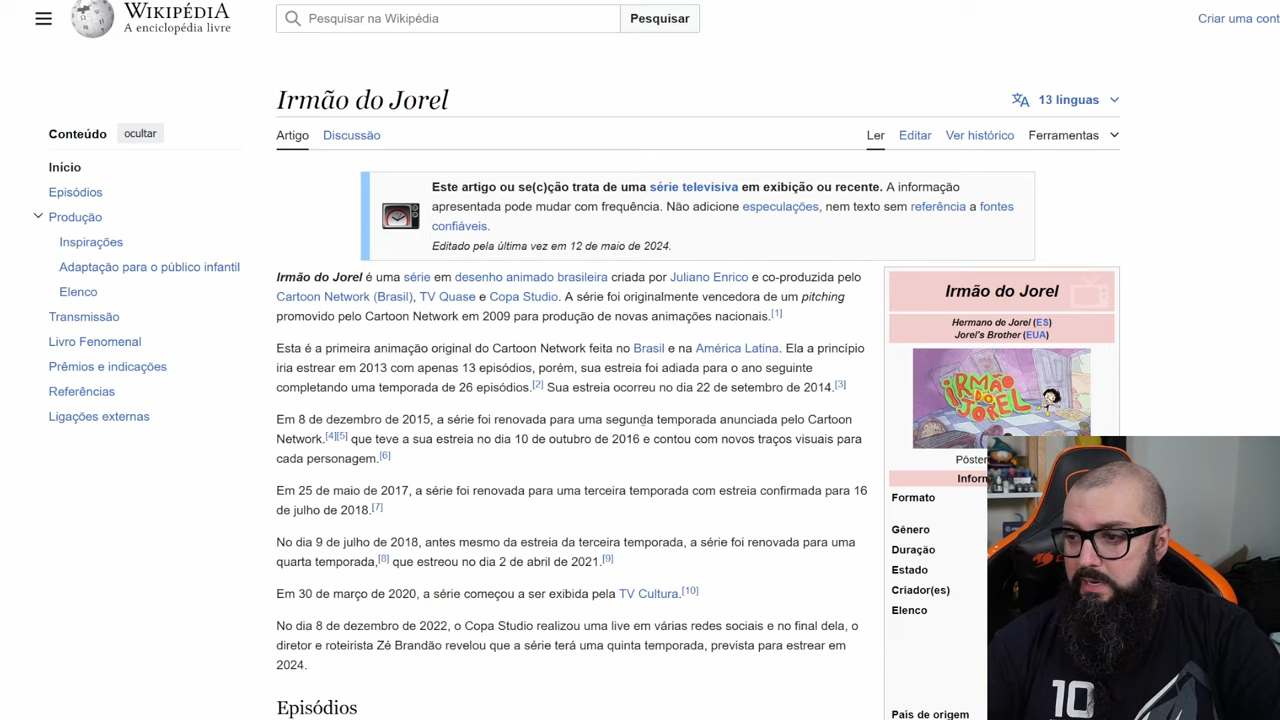 WIKIPÉDIA
A enciclopédia livre
Pesquisar na Wikipédia
Pesquisar
Criar uma cont
Irmão do Jorel
13 línguas
Conteúdo
ocultar
Artigo
Discussão
Ler
Editar
Ver histórico
Ferramentas
Início
Episódios
Produção
Inspirações
Adaptação para o público infantil
Elenco
Transmissão
Livro Fenomenal
Prêmios e indicações
Referências
Ligações externas
Este artigo ou se(c)ção trata de uma série televisiva em exibição ou recente. A informação
apresentada pode mudar com frequência. Não adicione especulações, nem texto sem referência a fontes
confiáveis.
Editado pela última vez em 12 de maio de 2024.
Irmão do Jorel é uma série em desenho animado brasileira criada por Juliano Enrico e co-produzida pelo
Cartoon Network (Brasil), TV Quase e Copa Studio. A série foi originalmente vencedora de um pitching
promovido pelo Cartoon Network em 2009 para produção de novas animações nacionais.[1]
Esta é a primeira animação original do Cartoon Network feita no Brasil e na América Latina. Ela a princípio
iria estrear em 2013 com apenas 13 episódios, porém, sua estreia foi adiada para o ano seguinte
completando uma temporada de 26 episódios.[2] Sua estreia ocorreu no dia 22 de setembro de 2014.[3]
Em 8 de dezembro de 2015, a série foi renovada para uma segunda temporada anunciada pelo Cartoon
Network.[4][5] que teve a sua estreia no dia 10 de outubro de 2016 e contou com novos traços visuais para
cada personagem.[6]
Em 25 de maio de 2017, a série foi renovada para uma terceira temporada com estreia confirmada para 16
de julho de 2018.[7]
No dia 9 de julho de 2018, antes mesmo da estreia da terceira temporada, a série foi renovada para uma
quarta temporada,[8] que estreou no dia 2 de abril de 2021.[9]
Em 30 de março de 2020, a série começou a ser exibida pela TV Cultura.[10]
No dia 8 de dezembro de 2022, o Copa Studio realizou uma live em várias redes sociais e no final dela, o
diretor e roteirista Zé Brandão revelou que a série terá uma quinta temporada, prevista para estrear em
2024.
Episódios
Irmão do Jorel
Hermano de Jorel (ES)
Jorel's Brother (EUA)
IRMÃO
DO
JOREL
Pôster
Inform
Formato
Gênero
Duração
Estado
Criador(es)
Elenco
País de origem
10